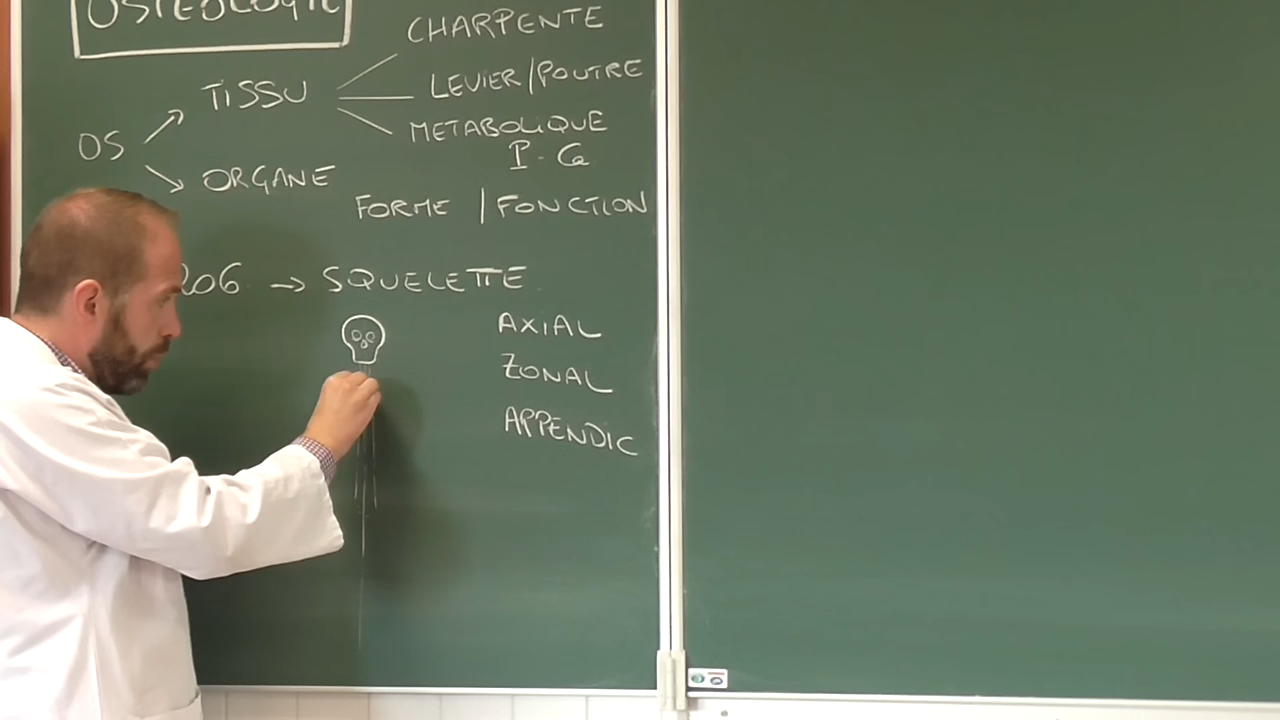 OSTEOLOGIE
CHARPENTE
TISSU
LEVIER/POUTRE
METABOLIQUE
P - Ca
OS
ORGANE
FORME / FONCTION
206 → SQUELETTE
AXIAL
ZONAL
APPENDIC